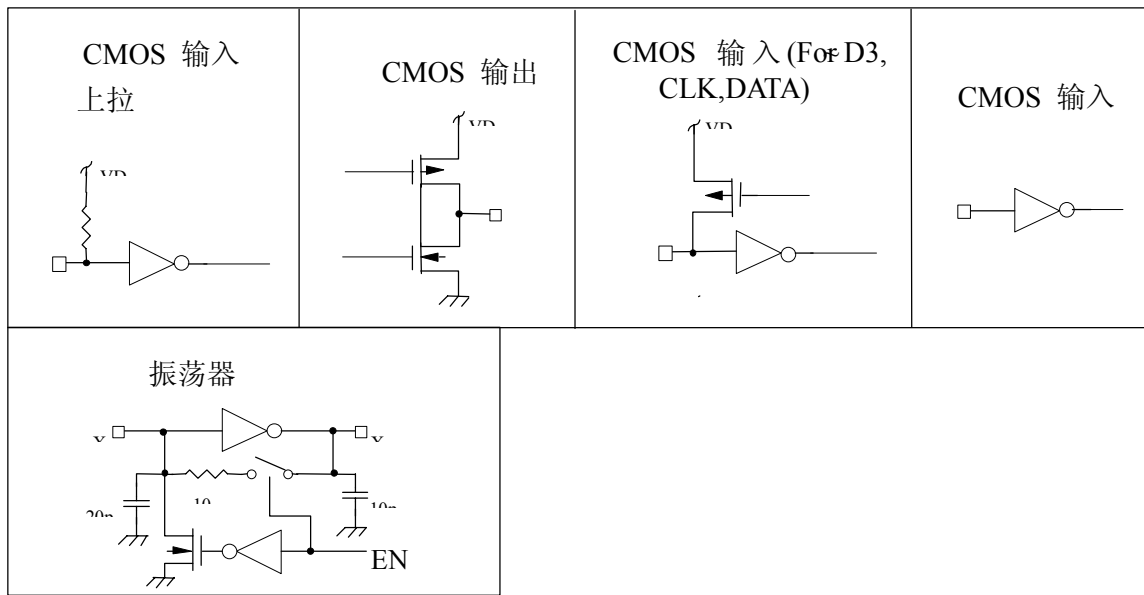 CMOS 输入
上拉
CMOS 输出
CMOS 输入 (For D3,
CLK,DATA)
CMOS 输入
振荡器
EN